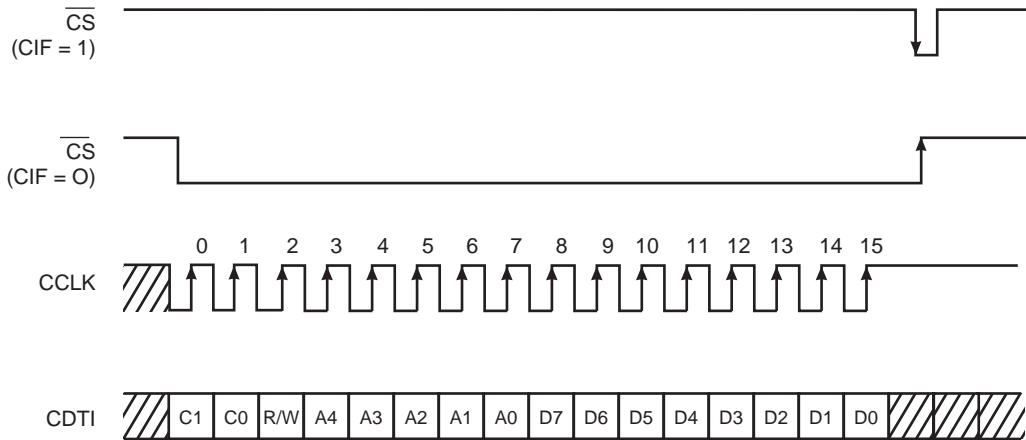 CS
(CIF = 1)
CS
(CIF = O)
0 1 2 3 4 5 6 7 8 9 10 11 12 13 14 15
CCLK
CDTI C1 C0 R/W A4 A3 A2 A1 A0 D7 D6 D5 D4 D3 D2 D1 D0